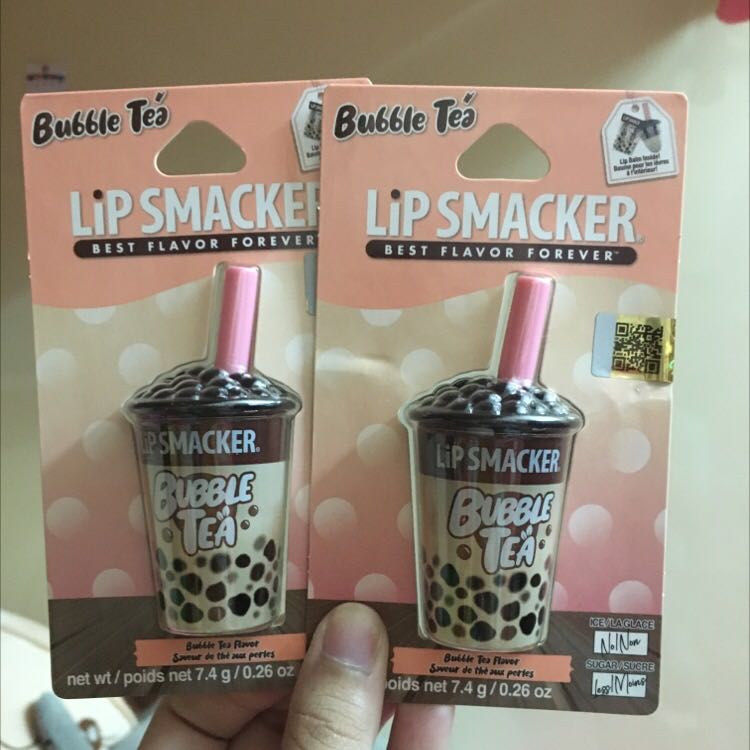 Bubble Tea
LiP SMACKER
BEST FLAVOR FOREVER
LiP SMACKER®
BUBBLE
TEA
Bubble Tea Flavor
Saveur de thé aux perles
net wt / poids net 7.4 g / 0.26 oz
Bubble Tea
Lip Balm Inside!
Baume pour les lèvres
à l'intérieur!
LiP SMACKER®
BEST FLAVOR FOREVER™
LiP SMACKER
BUBBLE
TEA
Bubble Tea Flavor
Saveur de thé aux perles
poids net 7.4 g / 0.26 oz
ICE/LA GLACE
No/Non
SUGAR/SUCRE
less/Moins